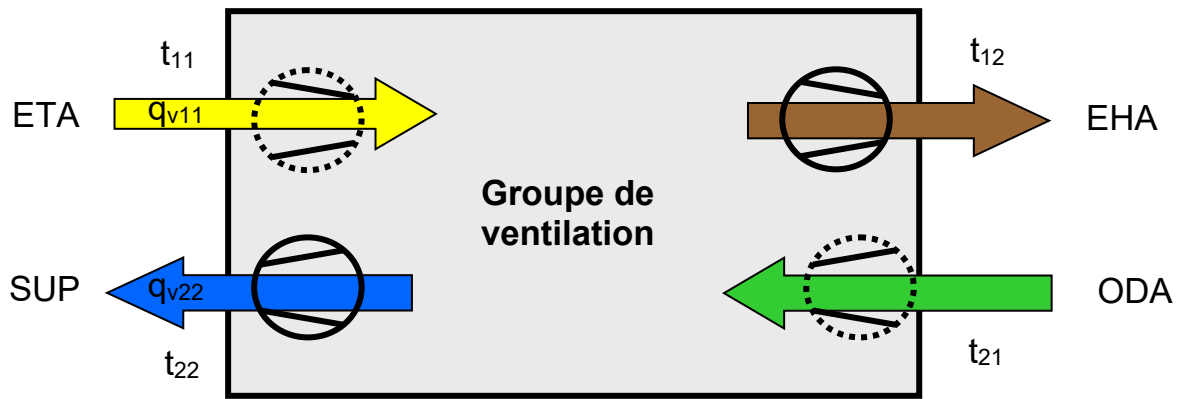 t₁₁
t₁₂
ETA
qᵥ₁₁
EHA
Groupe de
ventilation
SUP
qᵥ₂₂
ODA
t₂₂
t₂₁